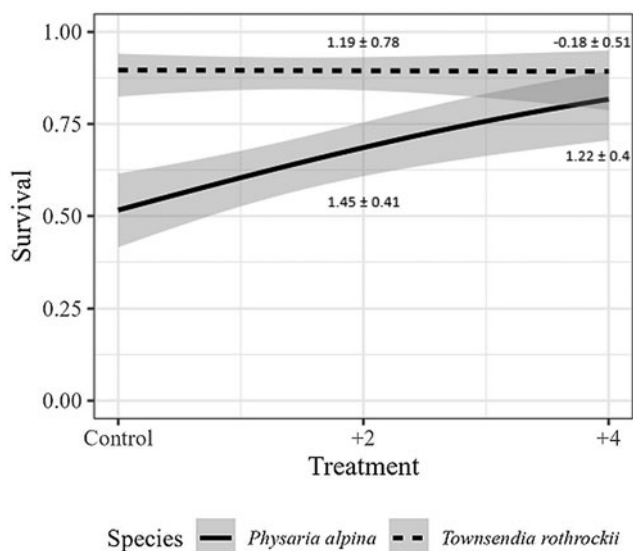 1.00
0.75
0.50
0.25
0.00
Survival
1.19 ± 0.78
-0.18 ± 0.51
1.22 ± 0.4
1.45 ± 0.41
Control +2 +4
Treatment
Species Physaria alpina Townsendia rothrockii